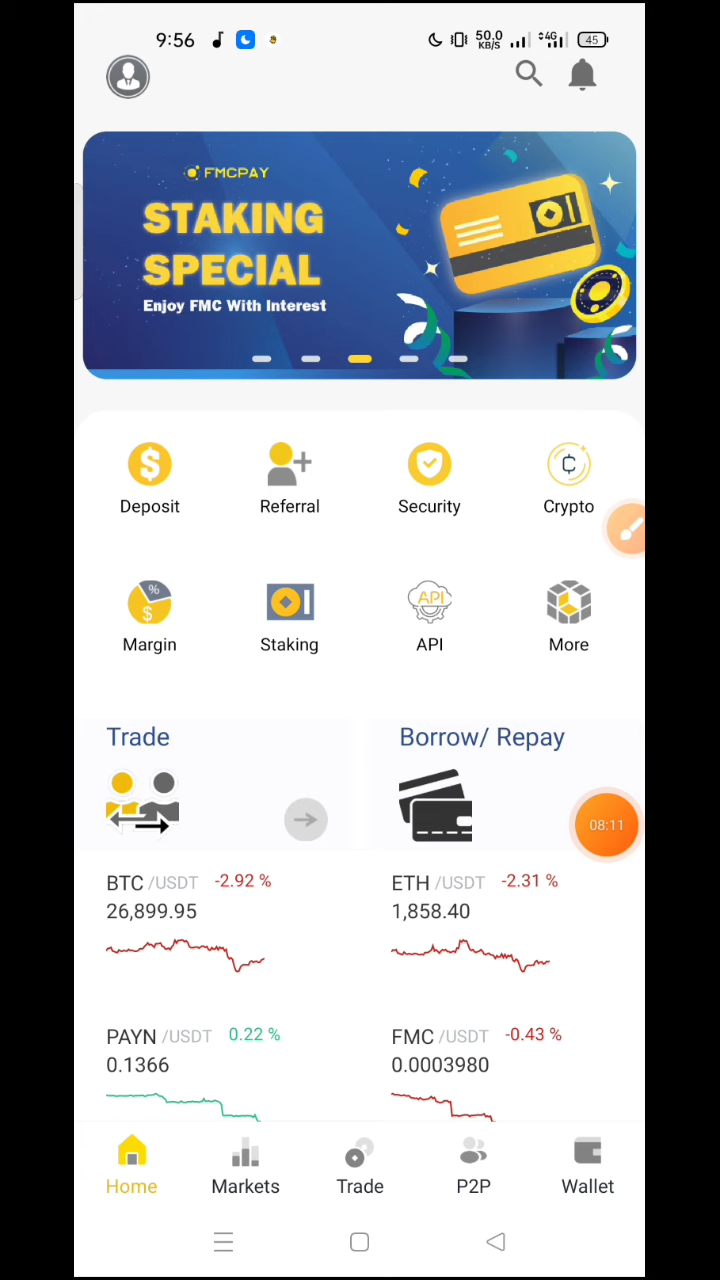 9:56 50.0 KB/S 4G 45
FMCPAY
STAKING
SPECIAL
Enjoy FMC With Interest
Deposit Referral Security Crypto
% $ API
Margin Staking API More
Trade Borrow/ Repay
08:11
BTC /USDT -2.92 % ETH /USDT -2.31 %
26,899.95 1,858.40
PAYN /USDT 0.22 % FMC /USDT -0.43 %
0.1366 0.0003980
Home Markets Trade P2P Wallet